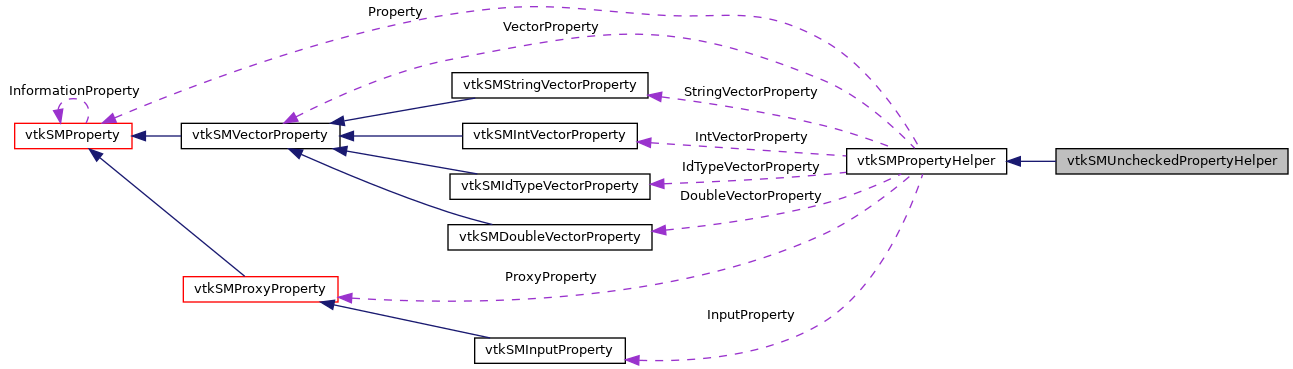 Property
VectorProperty
InformationProperty
vtkSMStringVectorProperty
StringVectorProperty
vtkSMProperty
vtkSMVectorProperty
vtkSMIntVectorProperty
IntVectorProperty
vtkSMPropertyHelper
vtkSMUncheckedPropertyHelper
IdTypeVectorProperty
vtkSMIdTypeVectorProperty
DoubleVectorProperty
vtkSMDoubleVectorProperty
ProxyProperty
vtkSMProxyProperty
InputProperty
vtkSMInputProperty